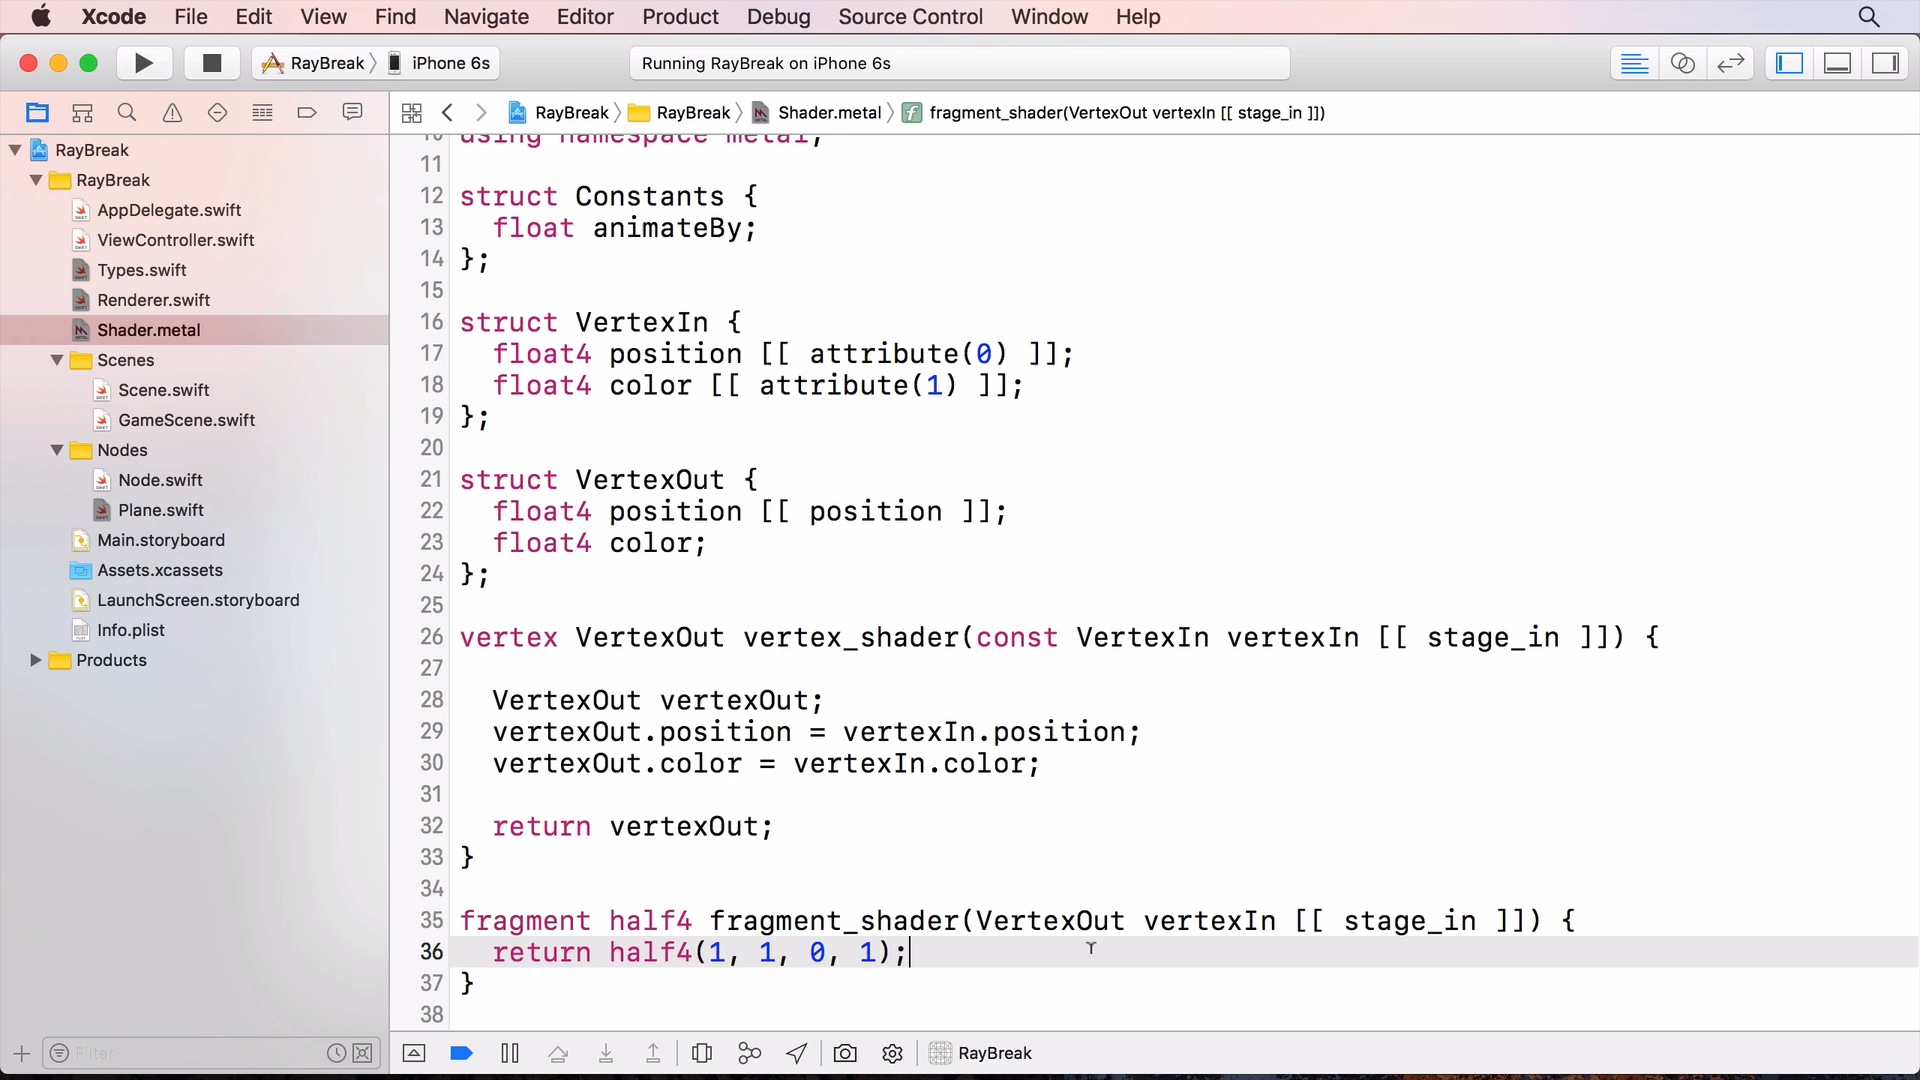 Xcode File Edit View Find Navigate Editor Product Debug Source Control Window Help
RayBreak iPhone 6s
Running RayBreak on iPhone 6s
RayBreak RayBreak Shader.metal fragment_shader(VertexOut vertexIn [[ stage_in ]])
RayBreak
RayBreak
AppDelegate.swift
ViewController.swift
Types.swift
Renderer.swift
Shader.metal
Scenes
Scene.swift
GameScene.swift
Nodes
Node.swift
Plane.swift
Main.storyboard
Assets.xcassets
LaunchScreen.storyboard
Info.plist
Products
Filter
10 using namespace metal;
11
12 struct Constants {
13   float animateBy;
14 };
15
16 struct VertexIn {
17   float4 position [[ attribute(0) ]];
18   float4 color [[ attribute(1) ]];
19 };
20
21 struct VertexOut {
22   float4 position [[ position ]];
23   float4 color;
24 };
25
26 vertex VertexOut vertex_shader(const VertexIn vertexIn [[ stage_in ]]) {
27
28   VertexOut vertexOut;
29   vertexOut.position = vertexIn.position;
30   vertexOut.color = vertexIn.color;
31
32   return vertexOut;
33 }
34
35 fragment half4 fragment_shader(VertexOut vertexIn [[ stage_in ]]) {
36   return half4(1, 1, 0, 1);
37 }
38
RayBreak